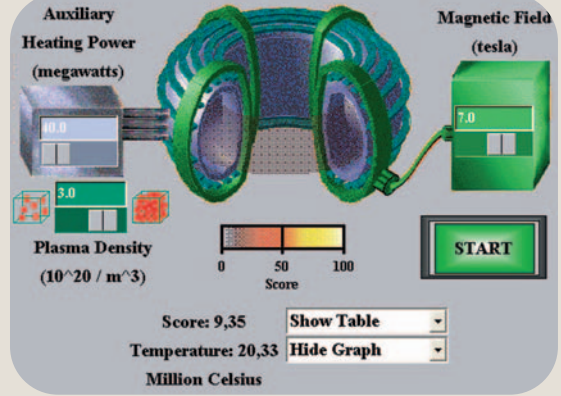 Auxiliary
Heating Power
(megawatts)
Magnetic Field
(tesla)
40.0
7.0
3.0
Plasma Density
(10^20 / m^3)
0 50 100
Score
START
Score: 9,35
Show Table
Temperature: 20,33
Hide Graph
Million Celsius